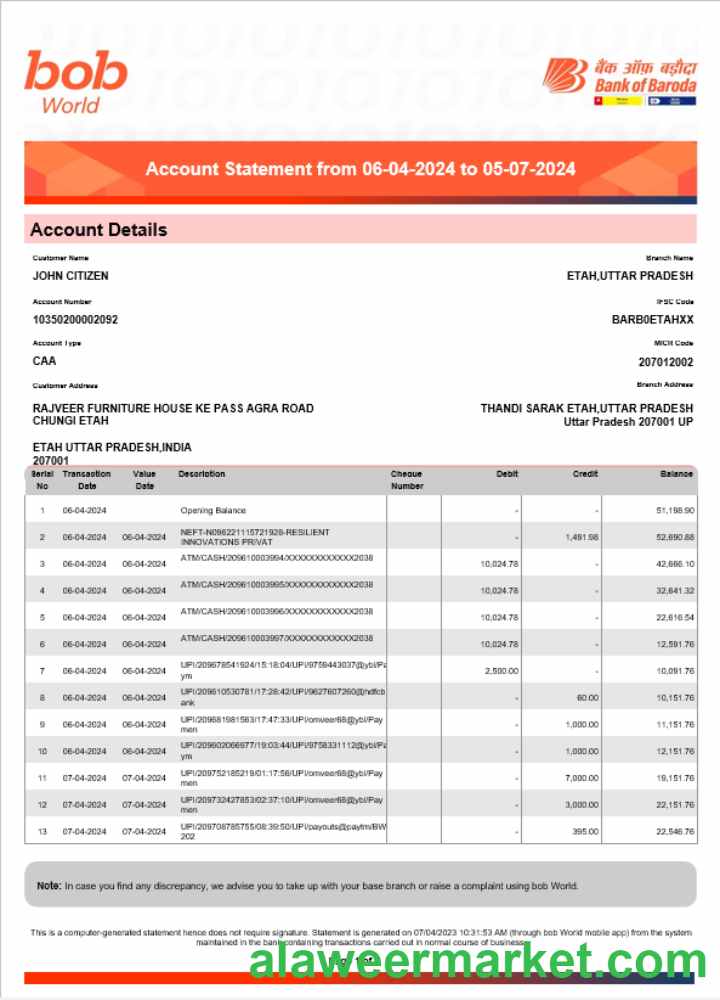 bob
World
बैंक ऑफ़ बड़ौदा
Bank of Baroda
Account Statement from 06-04-2024 to 05-07-2024
Account Details
Customer Name
Branch Name
JOHN CITIZEN
ETAH,UTTAR PRADESH
Account Number
IFSC Code
10350200002092
BARB0ETAHXX
Account Type
MICR Code
CAA
207012002
Customer Address
Branch Address
RAJVEER FURNITURE HOUSE KE PASS AGRA ROAD
CHUNGI ETAH
THANDI SARAK ETAH,UTTAR PRADESH
Uttar Pradesh 207001 UP
ETAH UTTAR PRADESH,INDIA
207001
Serial No Transaction Date Value Date Description Cheque Number Debit Credit Balance
1 06-04-2024 Opening Balance - - 51,198.90
2 06-04-2024 06-04-2024 NEFT-N096221115721928-RESILIENT - 1,491.98 52,690.88
INNOVATIONS PRIVAT
3 06-04-2024 06-04-2024 ATM/CASH/209610003994/XXXXXXXXXXXX2038 10,024.78 - 42,666.10
4 06-04-2024 06-04-2024 ATM/CASH/209610003995/XXXXXXXXXXXX2038 10,024.78 - 32,641.32
5 06-04-2024 06-04-2024 ATM/CASH/209610003996/XXXXXXXXXXXX2038 10,024.78 - 22,616.54
6 06-04-2024 06-04-2024 ATM/CASH/209610003997/XXXXXXXXXXXX2038 10,024.78 - 12,591.76
7 06-04-2024 06-04-2024 UPI/209678541924/15:18:04/UPI/9759443037@ybl/Pa 2,500.00 - 10,091.76
ym
8 06-04-2024 06-04-2024 UPI/209610530781/17:28:42/UPI/9627607260@hdfcb - 60.00 10,151.76
ank
9 06-04-2024 06-04-2024 UPI/209681981563/17:47:33/UPI/omveer68@ybl/Pay - 1,000.00 11,151.76
men
10 06-04-2024 06-04-2024 UPI/209602066977/19:03:44/UPI/9758331112@ybl/Pa - 1,000.00 12,151.76
ym
11 07-04-2024 07-04-2024 UPI/209752185219/01:17:56/UPI/omveer68@ybl/Pay - 7,000.00 19,151.76
men
12 07-04-2024 07-04-2024 UPI/209732427853/02:37:10/UPI/omveer68@ybl/Pay - 3,000.00 22,151.76
men
13 07-04-2024 07-04-2024 UPI/209708785755/08:39:50/UPI/payouts@paytm/BW - 395.00 22,546.76
202
Note: In case you find any discrepancy, we advise you to take up with your base branch or raise a complaint using bob World.
This is a computer-generated statement hence does not require signature. Statement is generated on 07/04/2023 10:31:53 AM (through bob World mobile app) from the system
maintained in the bank containing transactions carried out in normal course of business
alaweermarket.com